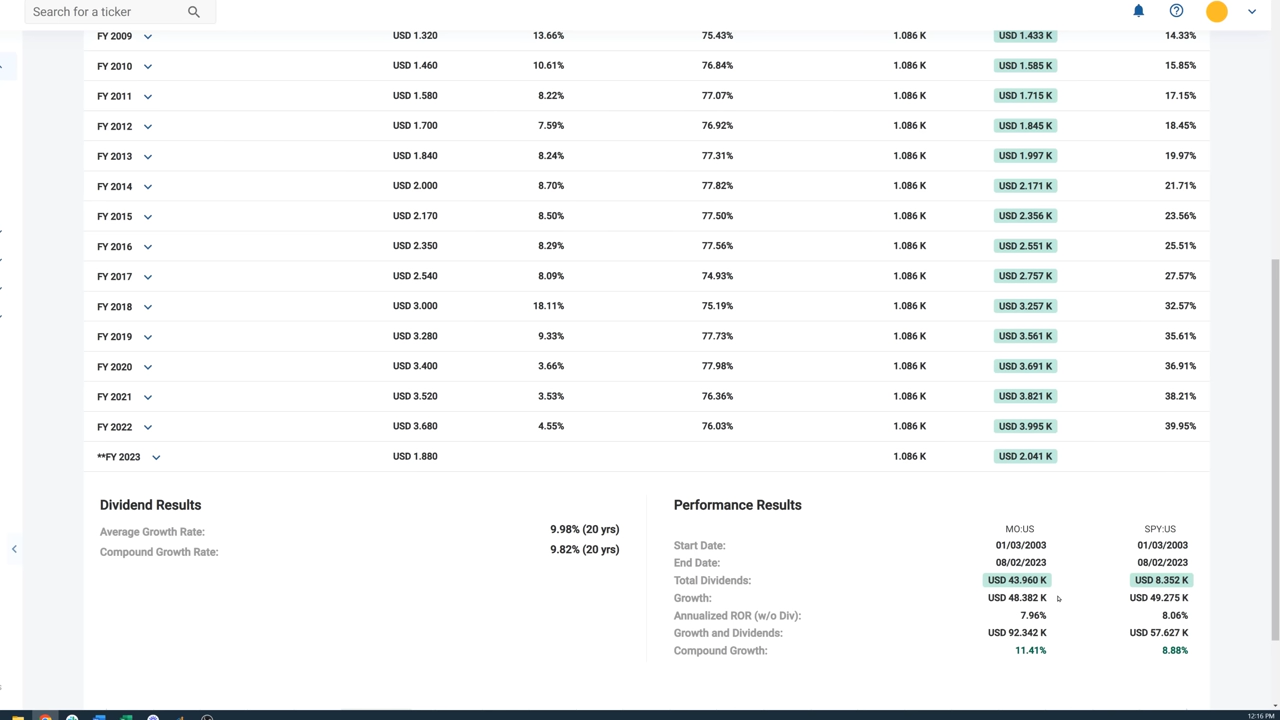 Search for a ticker
FY 2009 USD 1.320 13.66% 75.43% 1.086 K USD 1.433 K 14.33%
FY 2010 USD 1.460 10.61% 76.84% 1.086 K USD 1.585 K 15.85%
FY 2011 USD 1.580 8.22% 77.07% 1.086 K USD 1.715 K 17.15%
FY 2012 USD 1.700 7.59% 76.92% 1.086 K USD 1.845 K 18.45%
FY 2013 USD 1.840 8.24% 77.31% 1.086 K USD 1.997 K 19.97%
FY 2014 USD 2.000 8.70% 77.82% 1.086 K USD 2.171 K 21.71%
FY 2015 USD 2.170 8.50% 77.50% 1.086 K USD 2.356 K 23.56%
FY 2016 USD 2.350 8.29% 77.56% 1.086 K USD 2.551 K 25.51%
FY 2017 USD 2.540 8.09% 74.93% 1.086 K USD 2.757 K 27.57%
FY 2018 USD 3.000 18.11% 75.19% 1.086 K USD 3.257 K 32.57%
FY 2019 USD 3.280 9.33% 77.73% 1.086 K USD 3.561 K 35.61%
FY 2020 USD 3.400 3.66% 77.98% 1.086 K USD 3.691 K 36.91%
FY 2021 USD 3.520 3.53% 76.36% 1.086 K USD 3.821 K 38.21%
FY 2022 USD 3.680 4.55% 76.03% 1.086 K USD 3.995 K 39.95%
**FY 2023 USD 1.880 1.086 K USD 2.041 K
Dividend Results
Average Growth Rate: 9.98% (20 yrs)
Compound Growth Rate: 9.82% (20 yrs)
Performance Results
MO:US SPY:US
Start Date: 01/03/2003 01/03/2003
End Date: 08/02/2023 08/02/2023
Total Dividends: USD 43.960 K USD 8.352 K
Growth: USD 48.382 K USD 49.275 K
Annualized ROR (w/o Div): 7.96% 8.06%
Growth and Dividends: USD 92.342 K USD 57.627 K
Compound Growth: 11.41% 8.88%
12:16 PM